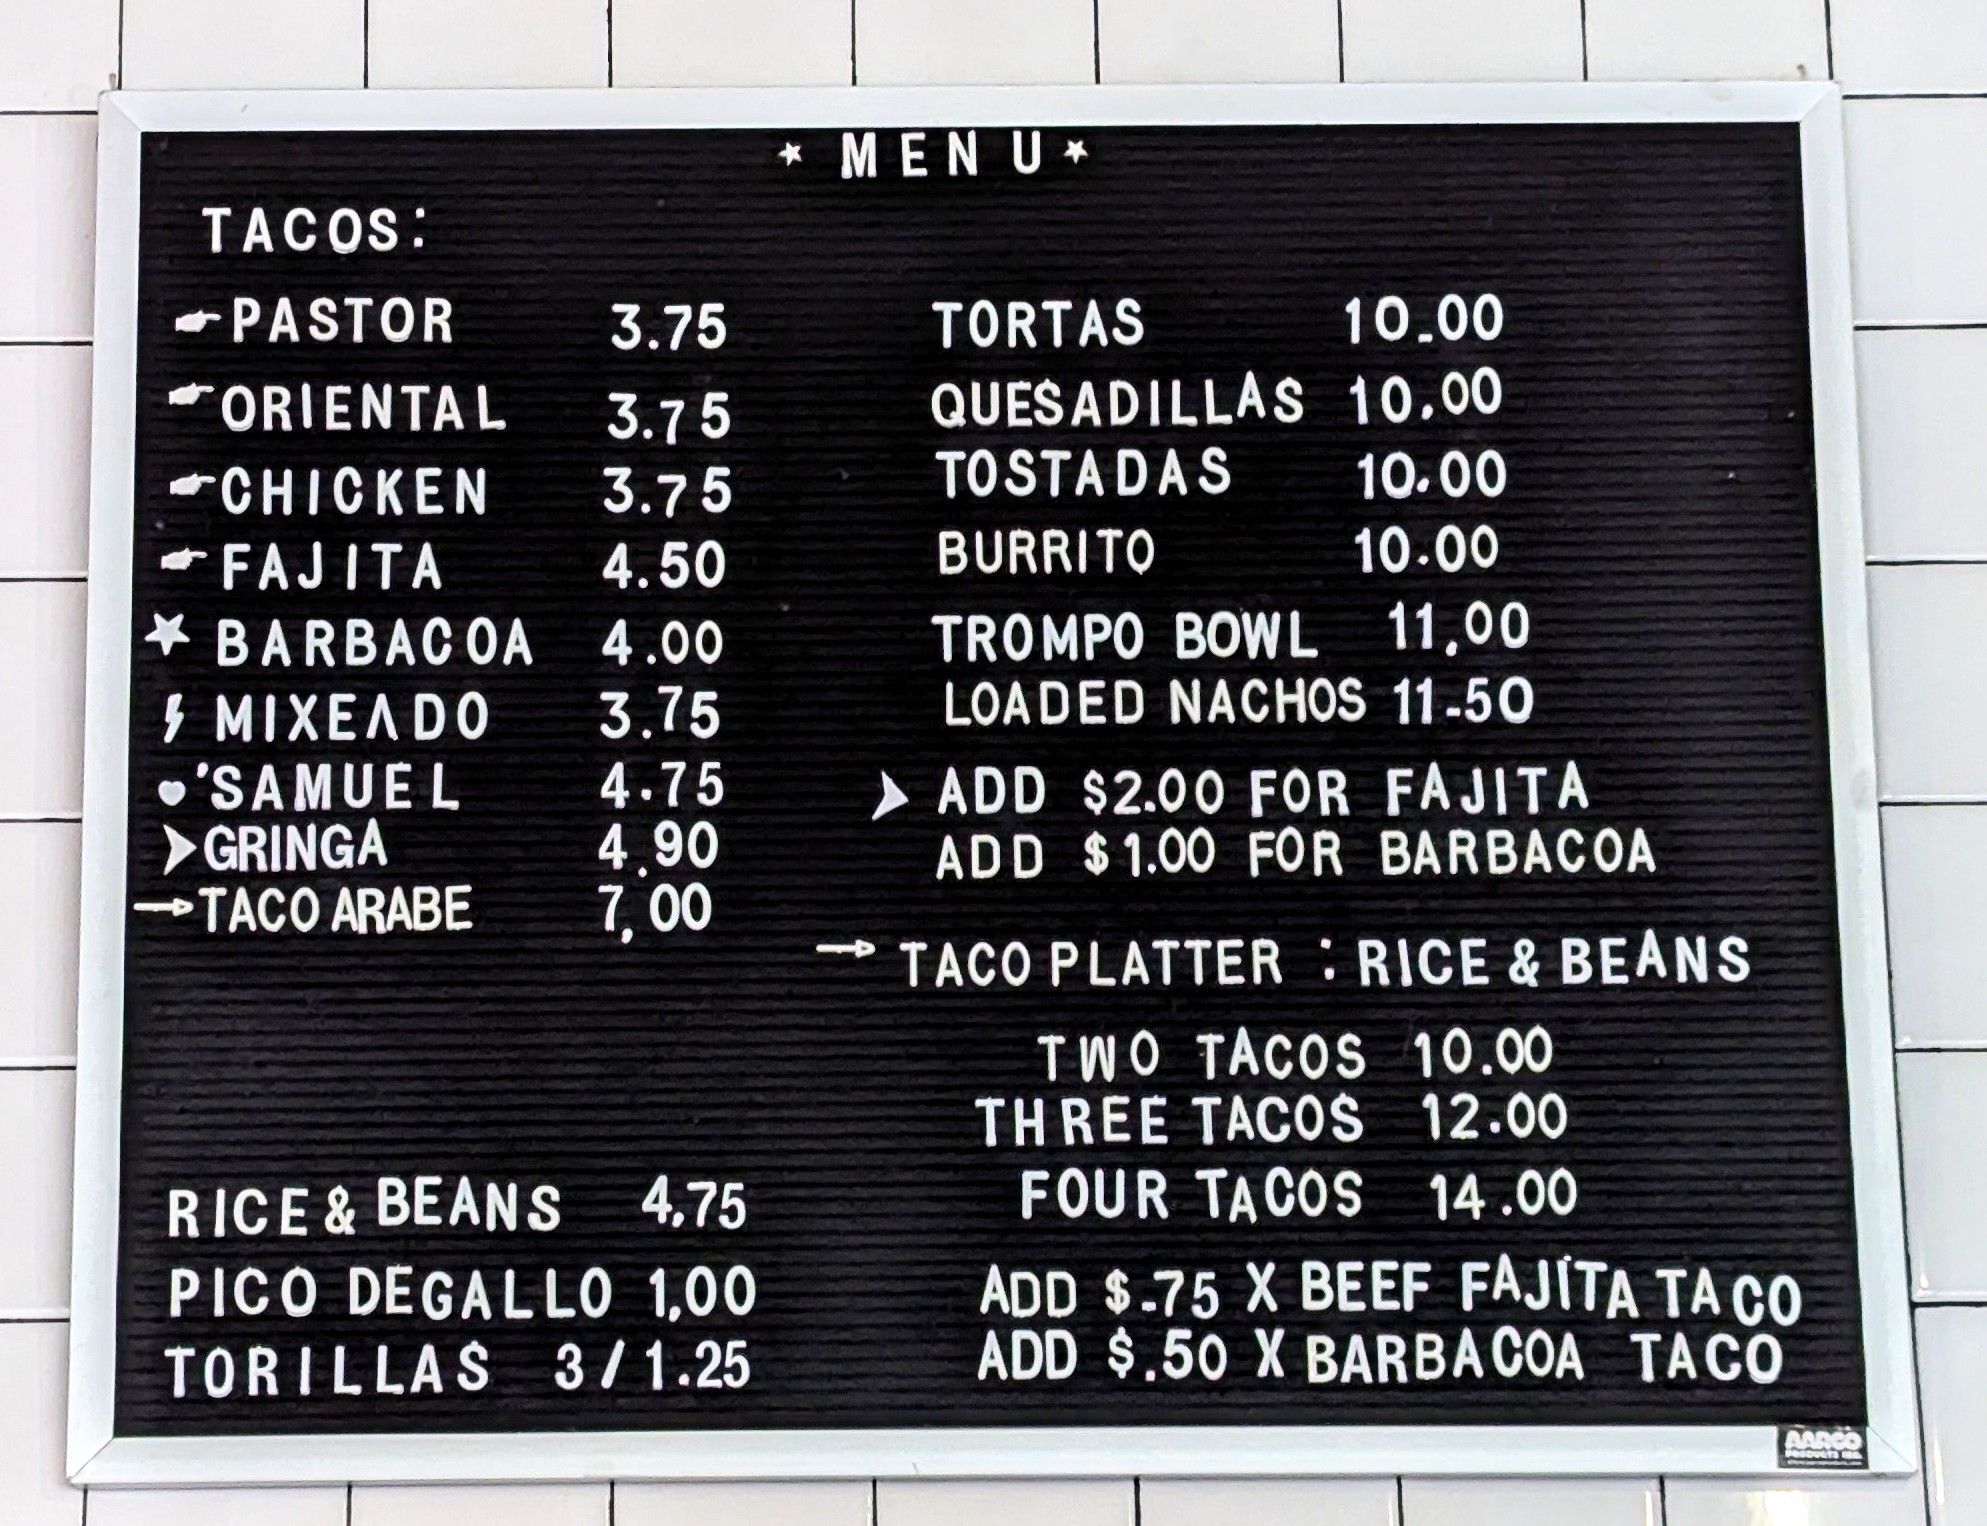 * MENU *
TACOS:
PASTOR 3.75
ORIENTAL 3.75
CHICKEN 3.75
FAJITA 4.50
BARBACOA 4.00
MIXEADO 3.75
'SAMUEL 4.75
GRINGA 4.90
TACO ARABE 7,00
RICE & BEANS 4,75
PICO DEGALLO 1,00
TORILLAS 3/1.25
TORTAS 10.00
QUESADILLAS 10.00
TOSTADAS 10.00
BURRITO 10.00
TROMPO BOWL 11,00
LOADED NACHOS 11-50
ADD $2.00 FOR FAJITA
ADD $1.00 FOR BARBACOA
TACO PLATTER : RICE & BEANS
TWO TACOS 10.00
THREE TACOS 12.00
FOUR TACOS 14.00
ADD $.75 X BEEF FAJITA TACO
ADD $.50 X BARBACOA TACO
AARCO
PRODUCTS INC.